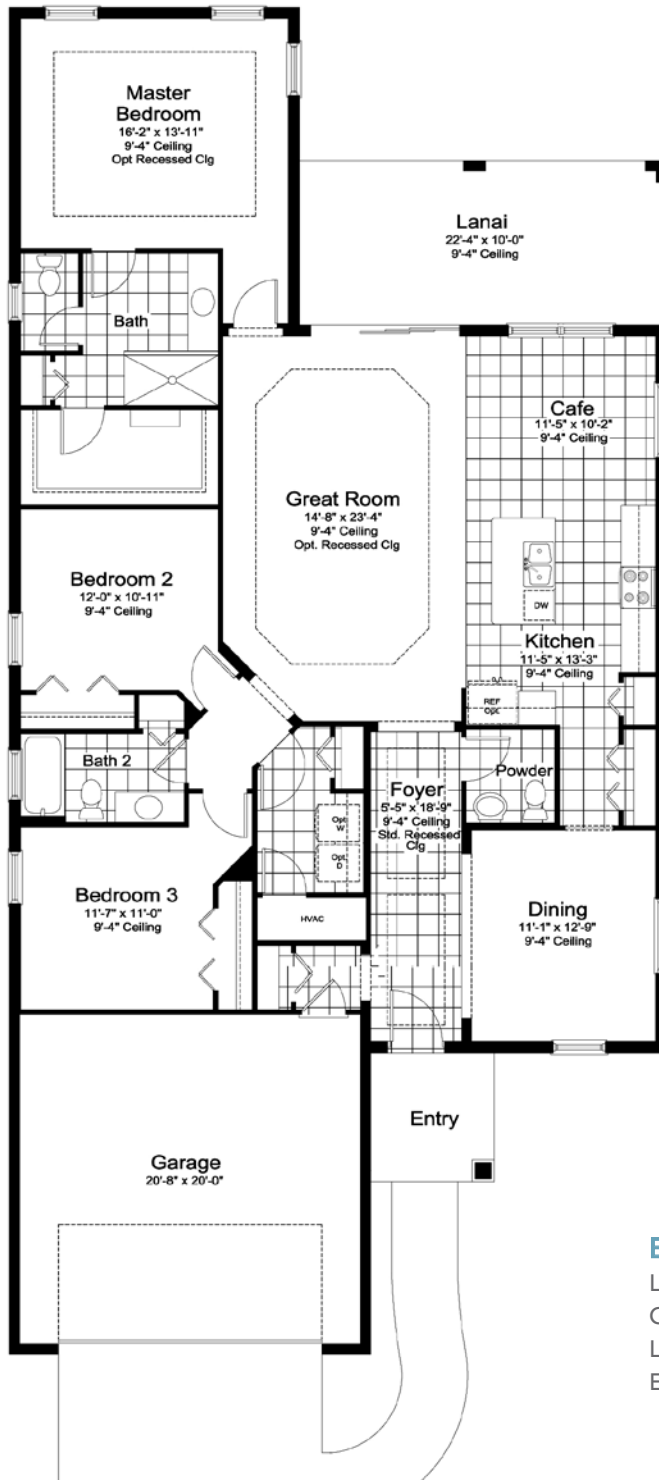 Master
Bedroom
16'-2" x 13'-11"
9'-4" Ceiling
Opt Recessed Clg
Lanai
22'-4" x 10'-0"
9'-4" Ceiling
Bath
Cafe
11'-5" x 10'-2"
9'-4" Ceiling
Great Room
14'-8" x 23'-4"
9'-4" Ceiling
Opt. Recessed Clg
Bedroom 2
12'-0" x 10'-11"
9'-4" Ceiling
DW
Kitchen
11'-5" x 13'-3"
9'-4" Ceiling
REF
Opt.
Bath 2
Foyer
5'-5" x 18'-9"
9'-4" Ceiling
Std. Recessed
Clg
Powder
Opt
W
Opt
D
Bedroom 3
11'-7" x 11'-0"
9'-4" Ceiling
HVAC
Dining
11'-1" x 12'-9"
9'-4" Ceiling
Entry
Garage
20'-8" x 20'-0"